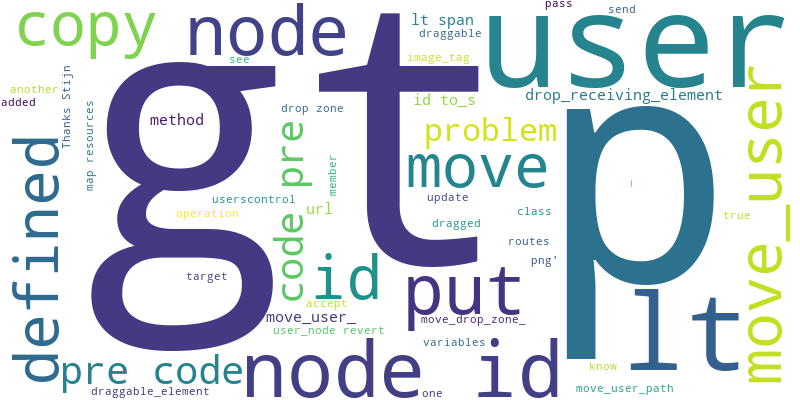 pass
send
copy
node
user
lt span
draggable
see
image_tag
another
added
Thanks Stijn
map resources
gt
p
id to_s
drop_receiving_element
drop zone
method
problem
move_user
defined
code pre
member
move
userscontrol
url
update
operation
class
dragged
true
routes
target
id
png'
put
lt
accept
move_user_
move_drop_zone_
user_node revert
variables
node id
pre code
know
draggable_element
one
move_user_path